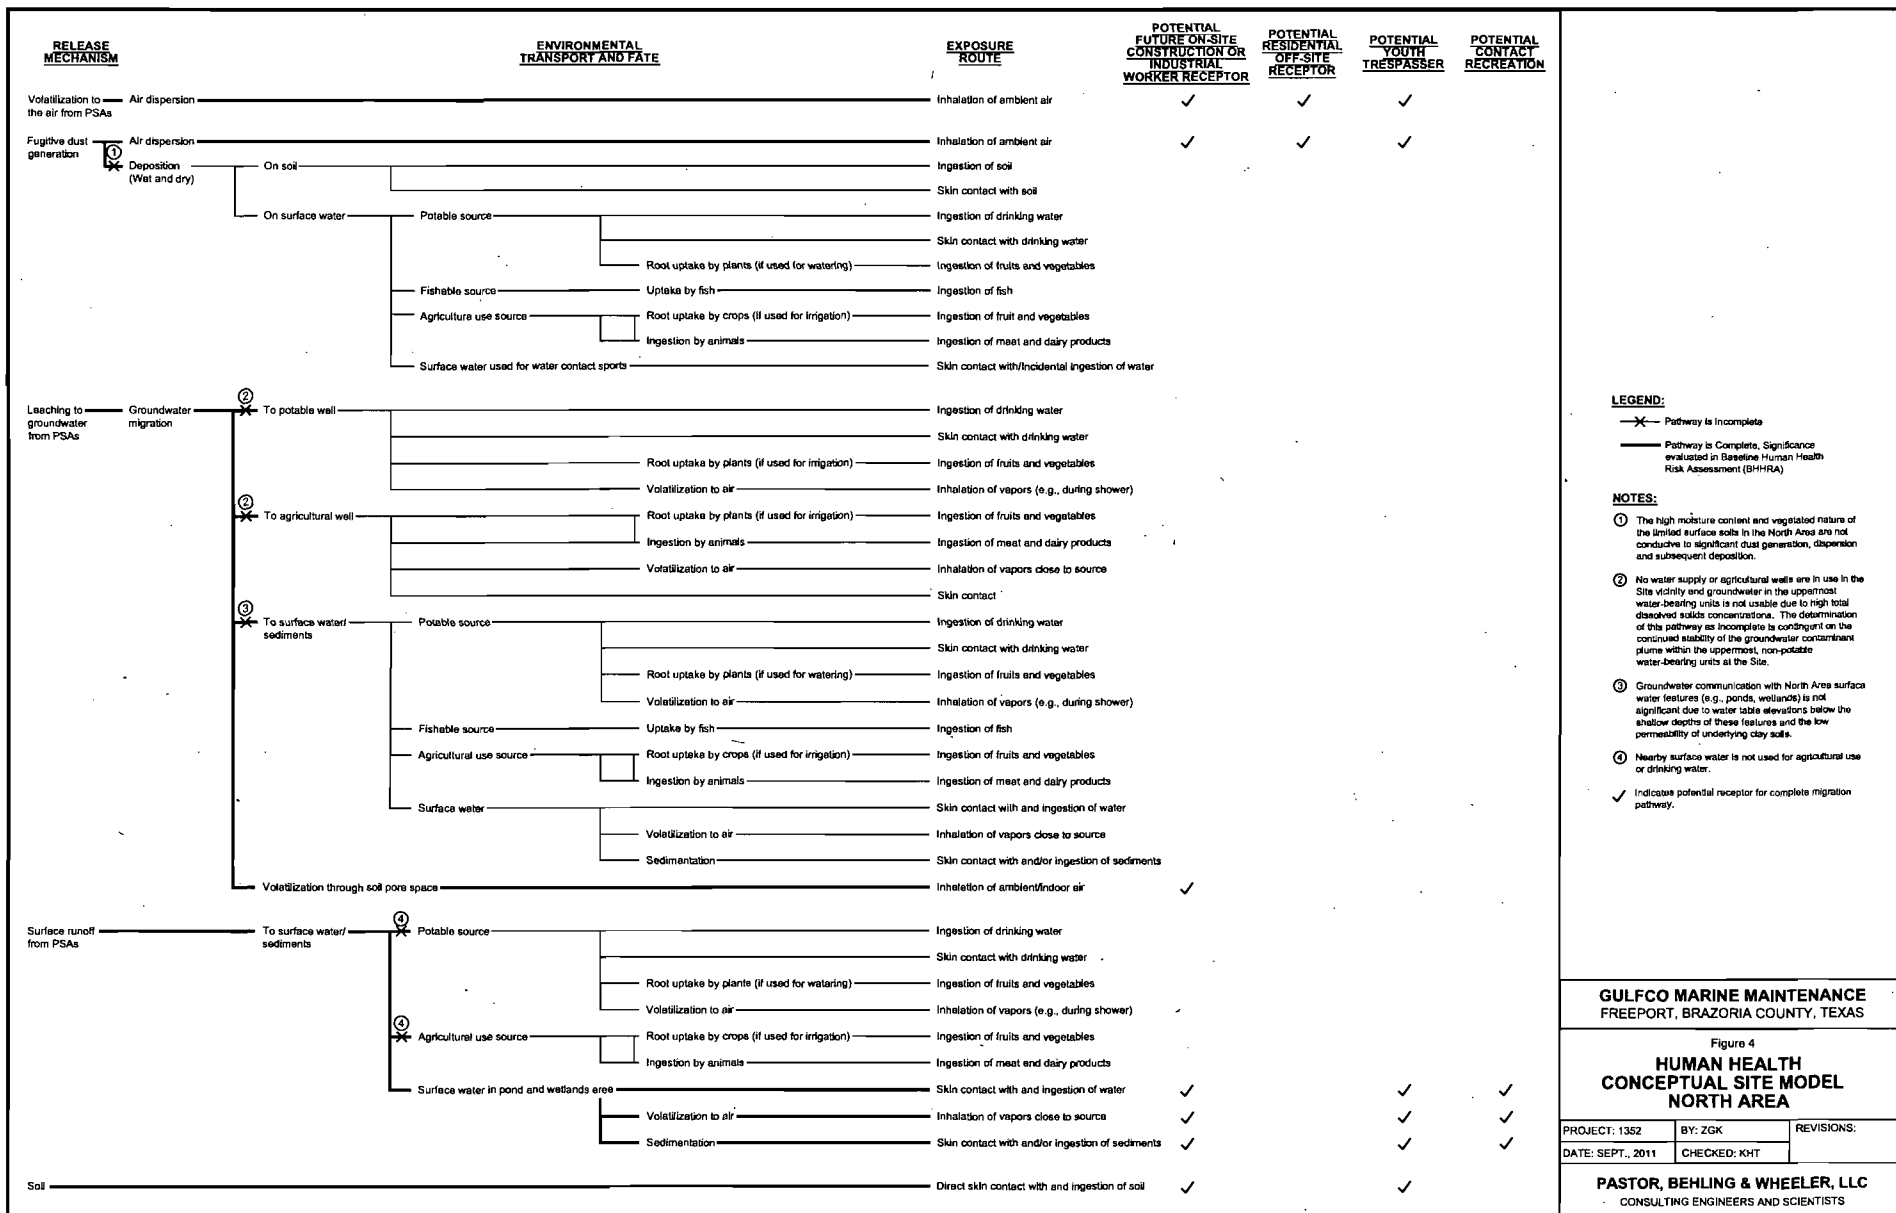 RELEASE
MECHANISM
ENVIRONMENTAL
TRANSPORT AND FATE
EXPOSURE
ROUTE
POTENTIAL
FUTURE ON-SITE
CONSTRUCTION OR
INDUSTRIAL
WORKER RECEPTOR
POTENTIAL
RESIDENTIAL
OFF-SITE
RECEPTOR
POTENTIAL
YOUTH
TRESPASSER
POTENTIAL
CONTACT
RECREATION
Volatilization to
the air from PSAs
Air dispersion
Inhalation of ambient air
✓ ✓ ✓
Fugitive dust
generation
Air dispersion
Inhalation of ambient air
✓ ✓ ✓
①
Deposition
(Wet and dry)
On soil
Ingestion of soil
Skin contact with soil
On surface water
Potable source
Ingestion of drinking water
Skin contact with drinking water
Root uptake by plants (if used for watering)
Ingestion of fruits and vegetables
Fishable source
Uptake by fish
Ingestion of fish
Agriculture use source
Root uptake by crops (if used for irrigation)
Ingestion of fruit and vegetables
Ingestion by animals
Ingestion of meat and dairy products
Surface water used for water contact sports
Skin contact with/incidental ingestion of water
Leaching to
groundwater
from PSAs
Groundwater
migration
②
To potable well
Ingestion of drinking water
Skin contact with drinking water
Root uptake by plants (if used for irrigation)
Ingestion of fruits and vegetables
Volatilization to air
Inhalation of vapors (e.g., during shower)
②
To agricultural well
Root uptake by plants (if used for irrigation)
Ingestion of fruits and vegetables
Ingestion by animals
Ingestion of meat and dairy products
Volatilization to air
Inhalation of vapors close to source
Skin contact
③
To surface water/
sediments
Potable source
Ingestion of drinking water
Skin contact with drinking water
Root uptake by plants (if used for watering)
Ingestion of fruits and vegetables
Volatilization to air
Inhalation of vapors (e.g., during shower)
Fishable source
Uptake by fish
Ingestion of fish
Agricultural use source
Root uptake by crops (if used for irrigation)
Ingestion of fruits and vegetables
Ingestion by animals
Ingestion of meat and dairy products
Surface water
Skin contact with and ingestion of water
Volatilization to air
Inhalation of vapors close to source
Sedimentation
Skin contact with and/or ingestion of sediments
Volatilization through soil pore space
Inhalation of ambient/indoor air
✓
Surface runoff
from PSAs
To surface water/
sediments
④
Potable source
Ingestion of drinking water
Skin contact with drinking water
Root uptake by plants (if used for watering)
Ingestion of fruits and vegetables
Volatilization to air
Inhalation of vapors (e.g., during shower)
④
Agricultural use source
Root uptake by crops (if used for irrigation)
Ingestion of fruits and vegetables
Ingestion by animals
Ingestion of meat and dairy products
Surface water in pond and wetlands area
Skin contact with and ingestion of water
✓ ✓ ✓
Volatilization to air
Inhalation of vapors close to source
✓ ✓ ✓
Sedimentation
Skin contact with and/or ingestion of sediments
✓ ✓ ✓
Soil
Direct skin contact with and ingestion of soil
✓ ✓
LEGEND:
Pathway is Incomplete
Pathway is Complete, Significance
evaluated in Baseline Human Health
Risk Assessment (BHHRA)
NOTES:
① The high moisture content and vegetated nature of
the limited surface soils in the North Area are not
conducive to significant dust generation, dispersion
and subsequent deposition.
② No water supply or agricultural wells are in use in the
Site vicinity and groundwater in the uppermost
water-bearing units is not usable due to high total
dissolved solids concentrations. The determination
of this pathway as incomplete is contingent on the
continued stability of the groundwater contaminant
plume within the uppermost, non-potable
water-bearing units at the Site.
③ Groundwater communication with North Area surface
water features (e.g., ponds, wetlands) is not
significant due to water table elevations below the
shallow depths of these features and the low
permeability of underlying clay soils.
④ Nearby surface water is not used for agricultural use
or drinking water.
✓ Indicates potential receptor for complete migration
pathway.
GULFCO MARINE MAINTENANCE
FREEPORT, BRAZORIA COUNTY, TEXAS
Figure 4
HUMAN HEALTH
CONCEPTUAL SITE MODEL
NORTH AREA
PROJECT: 1352
BY: ZGK
REVISIONS:
DATE: SEPT., 2011
CHECKED: KHT
PASTOR, BEHLING & WHEELER, LLC
CONSULTING ENGINEERS AND SCIENTISTS